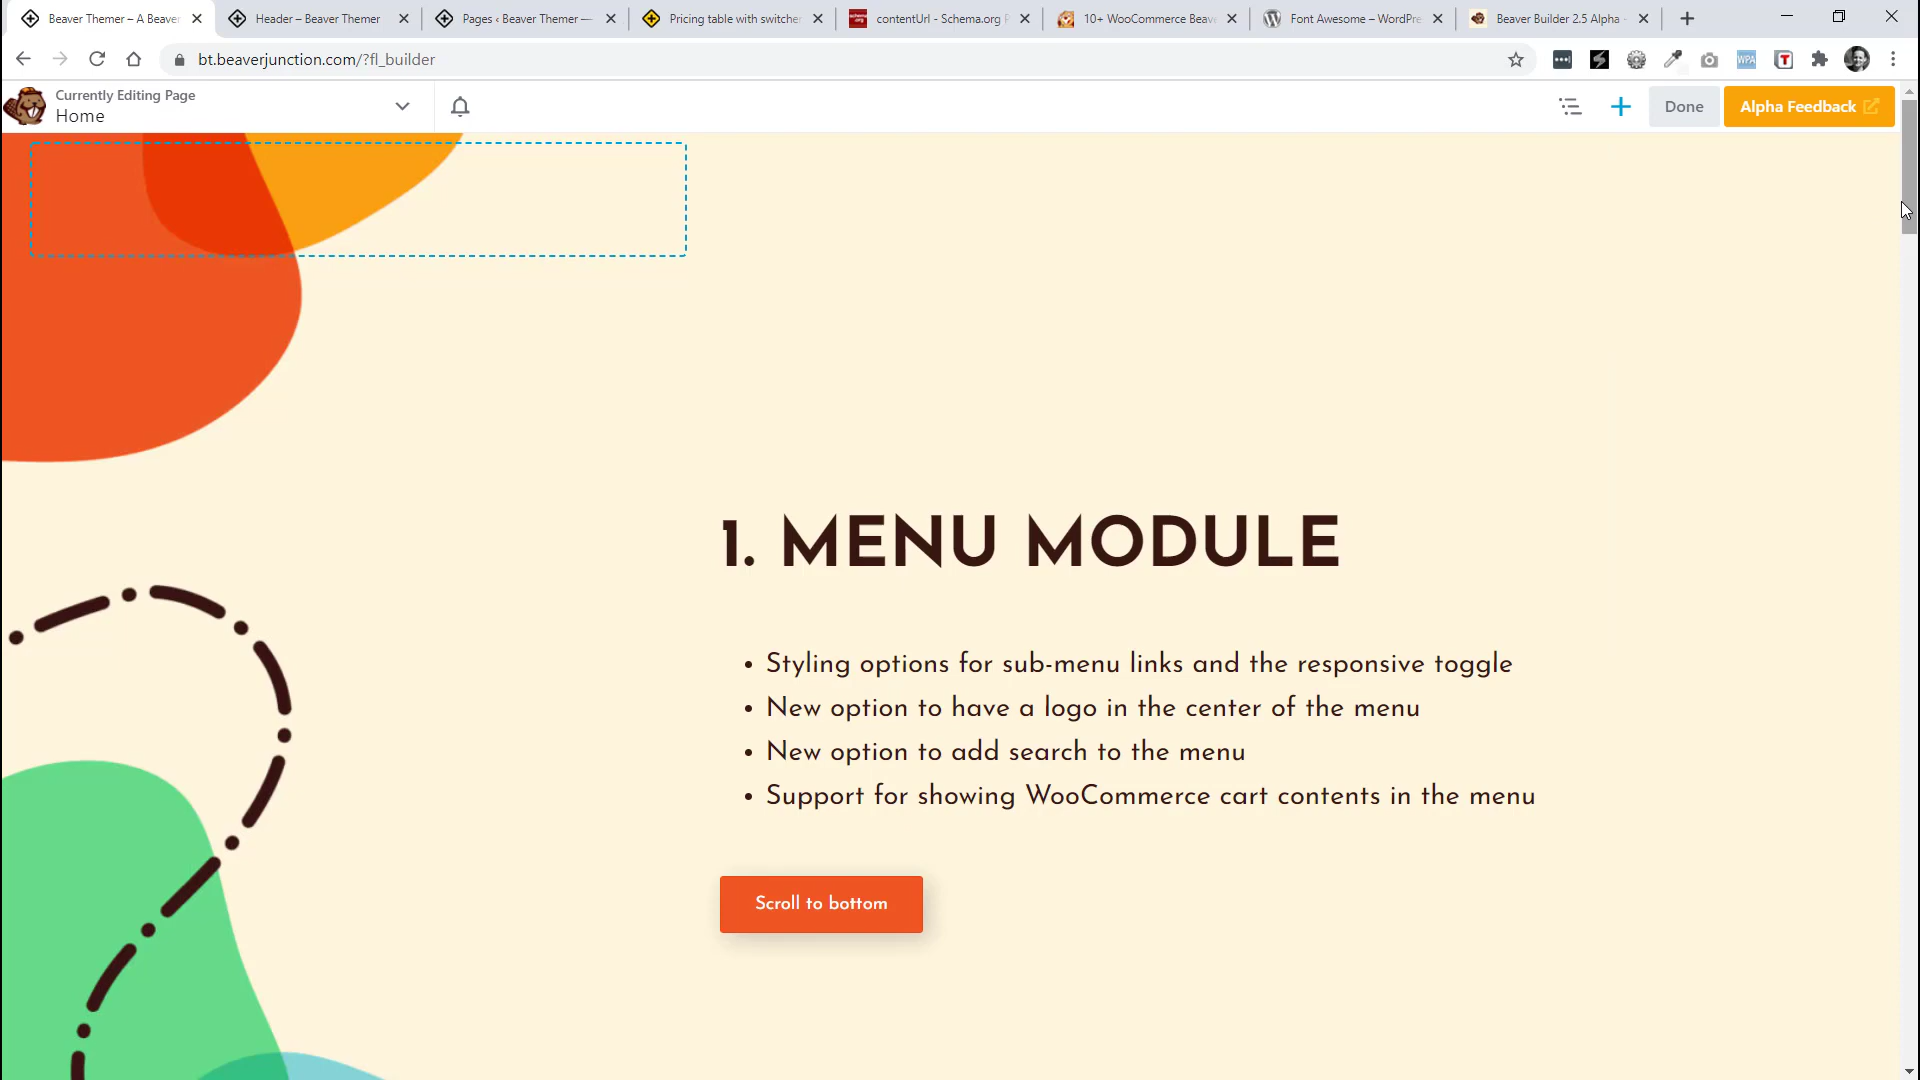 Beaver Themer – A Beaver
Header – Beaver Themer
Pages ‹ Beaver Themer —
Pricing table with switche
contentUrl - Schema.org P
10+ WooCommerce Beav
Font Awesome – WordPre
Beaver Builder 2.5 Alpha -
bt.beaverjunction.com/?fl_builder
WPA
T
Currently Editing Page
Home
Done
Alpha Feedback
1. MENU MODULE
• Styling options for sub-menu links and the responsive toggle
• New option to have a logo in the center of the menu
• New option to add search to the menu
• Support for showing WooCommerce cart contents in the menu
Scroll to bottom